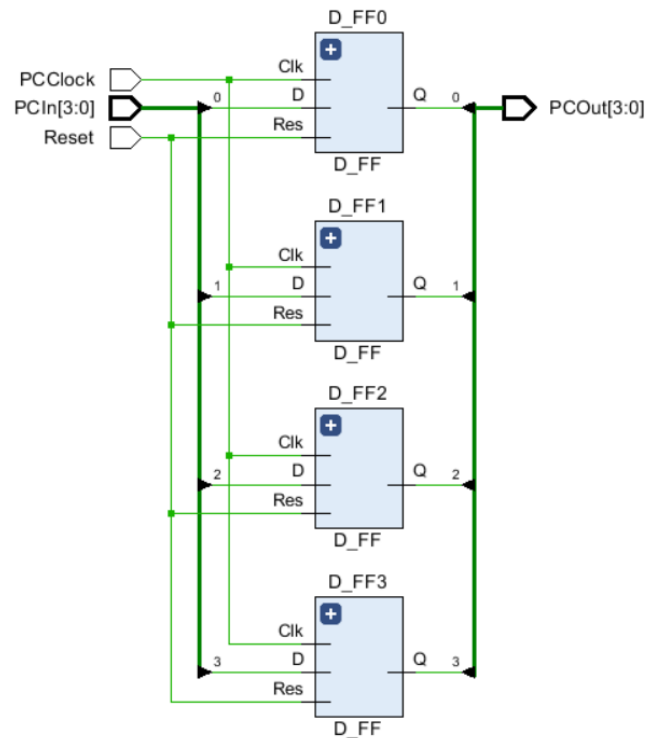 D_FF0
PCClock
Clk
PCIn[3:0]
0
D
Q
0
PCOut[3:0]
Reset
Res
D_FF
D_FF1
Clk
1
D
Q
1
Res
D_FF
D_FF2
Clk
2
D
Q
2
Res
D_FF
D_FF3
Clk
3
D
Q
3
Res
D_FF